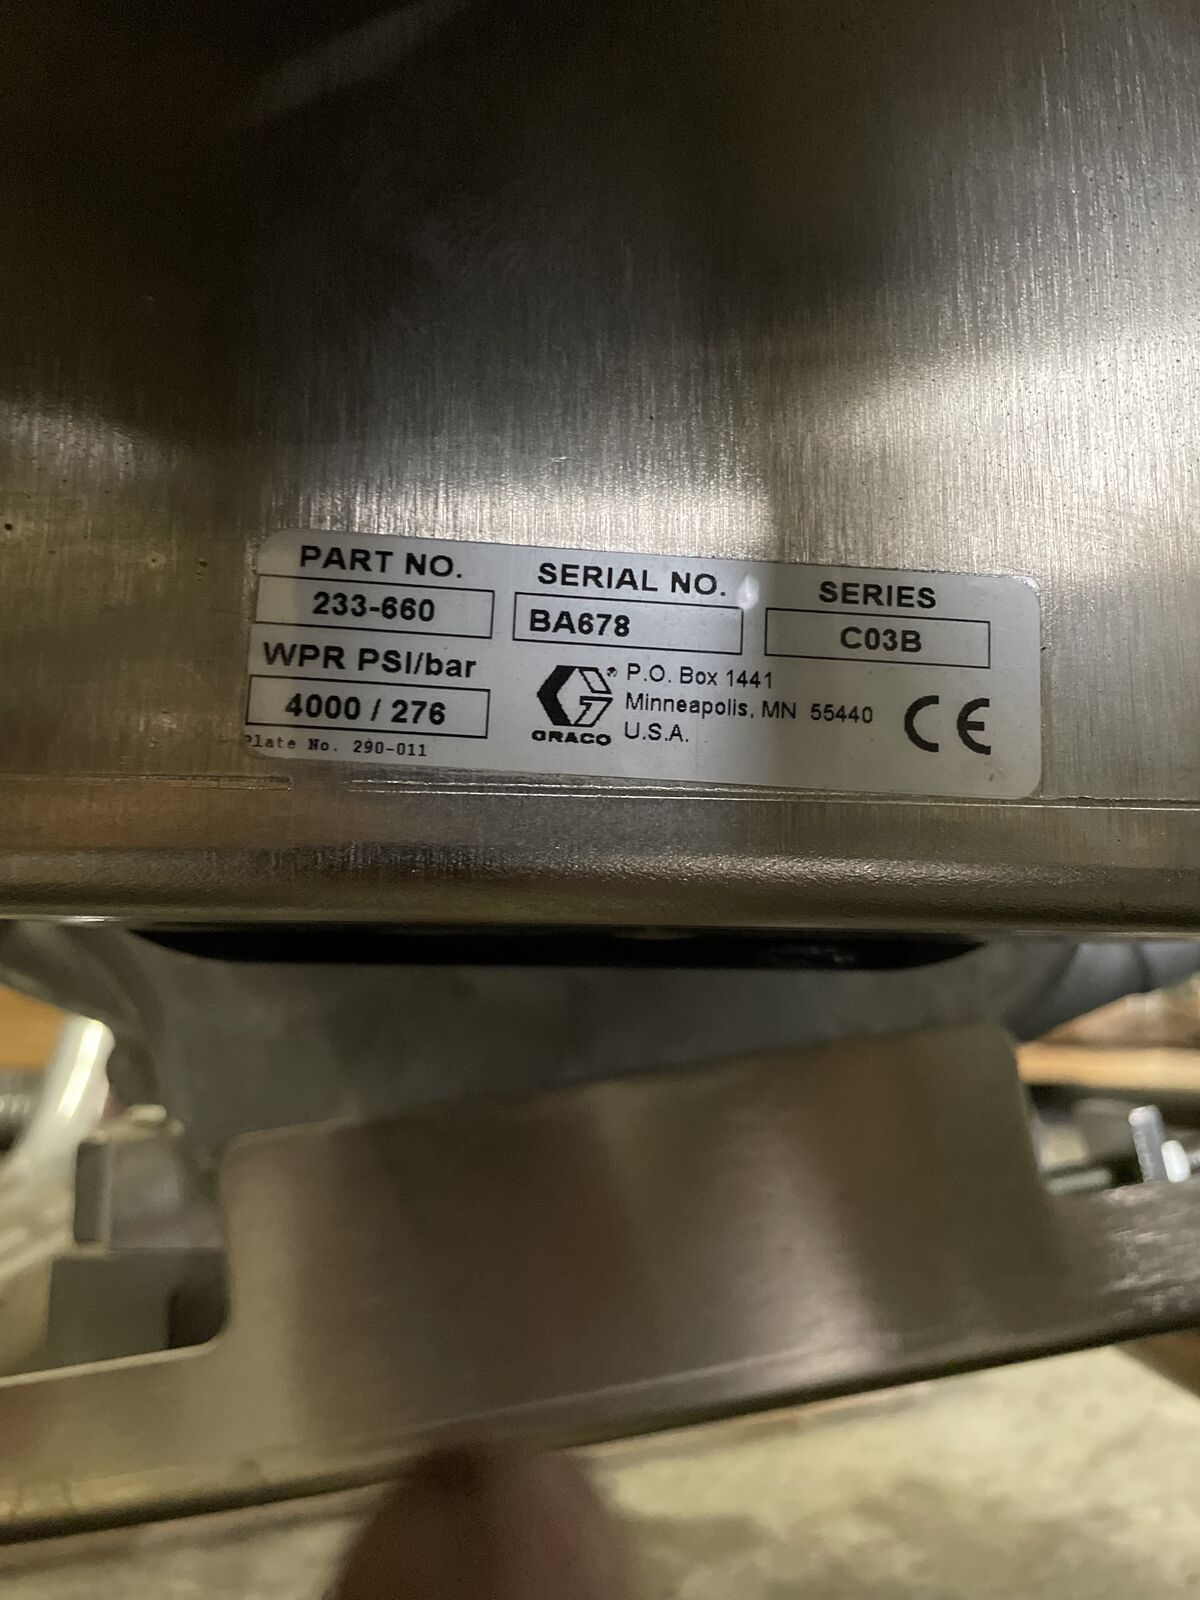 PART NO. SERIAL NO. SERIES
233-660 BA678 C03B
WPR PSI/bar
4000 / 276
Plate No. 290-011
GRACO
® P.O. Box 1441
Minneapolis, MN 55440
U.S.A.
CE